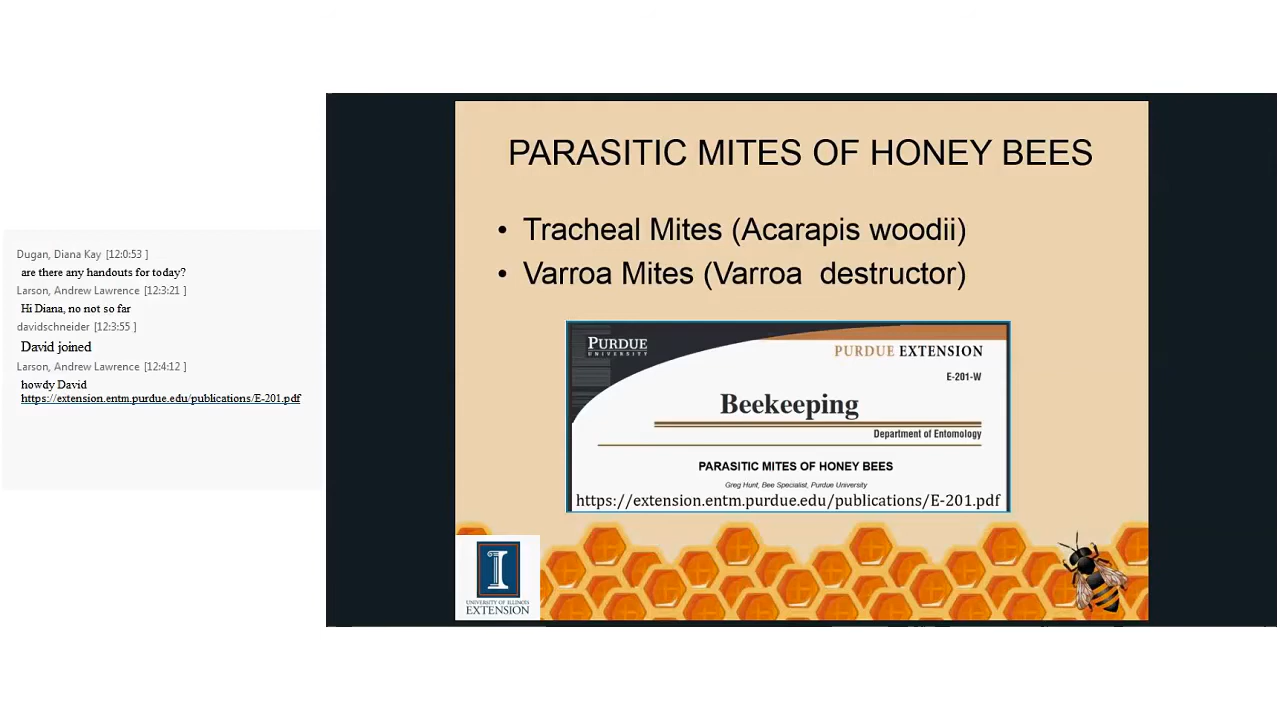 Dugan, Diana Kay [12:0:53 ]
are there any handouts for today?
Larson, Andrew Lawrence [12:3:21 ]
Hi Diana, no not so far
davidschneider [12:3:55 ]
David joined
Larson, Andrew Lawrence [12:4:12 ]
howdy David
https://extension.entm.purdue.edu/publications/E-201.pdf
PARASITIC MITES OF HONEY BEES
• Tracheal Mites (Acarapis woodii)
• Varroa Mites (Varroa destructor)
PURDUE
UNIVERSITY
PURDUE EXTENSION
E-201-W
Beekeeping
Department of Entomology
PARASITIC MITES OF HONEY BEES
Greg Hunt, Bee Specialist, Purdue University
https://extension.entm.purdue.edu/publications/E-201.pdf
I
UNIVERSITY OF ILLINOIS
EXTENSION